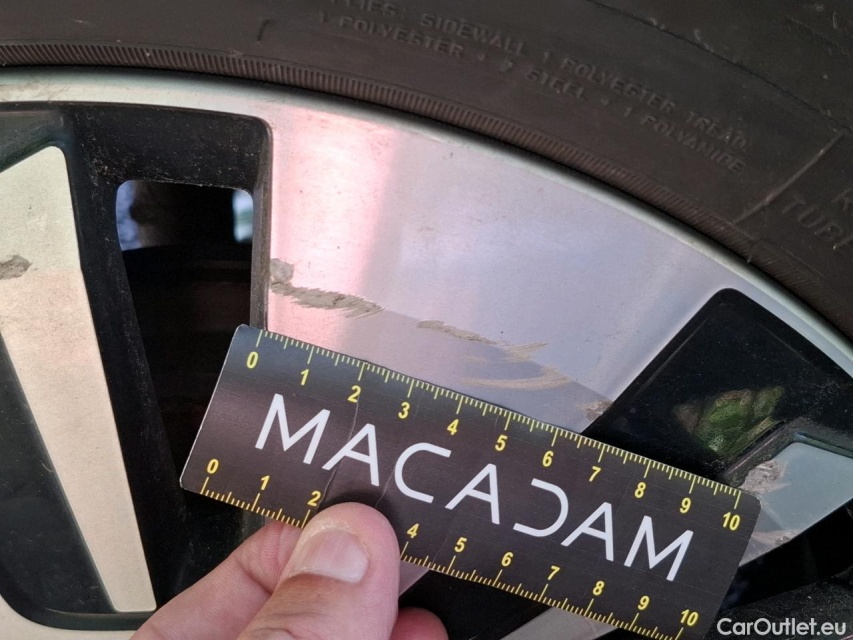 SIDEWALL 1 POLYESTER TREAD
1 POLYESTER + 2 STEEL + 1 POLYAMIDE
0 1 2 3 4 5 6 7 8 9 10
MACADAM
0 1 2 4 5 6 7 8 9 10
CarOutlet.eu